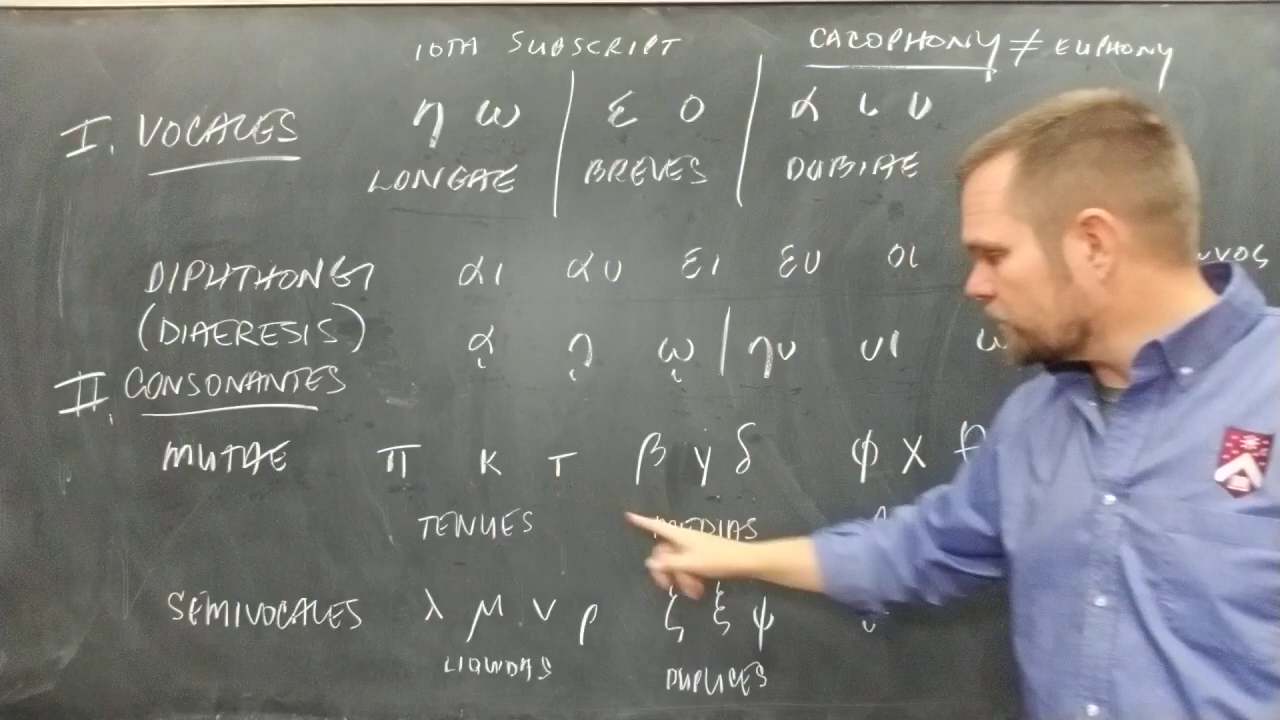 IOTA SUBSCRIPT CACOPHONY ≠ EUPHONY
I. VOCALES η ω | ε ο | α ι υ
LONGAE BREVES DUBIAE
DIPHTHONGI αι αυ ει ευ οι
(DIAERESIS) ᾳ ῃ ῳ | ηυ υι
II. CONSONANTES
MUTAE π κ τ β γ δ φ χ
TENUES MEDIAS
SEMIVOCALES λ μ ν ρ ζ ξ ψ
LIQUIDAS DUPLICES